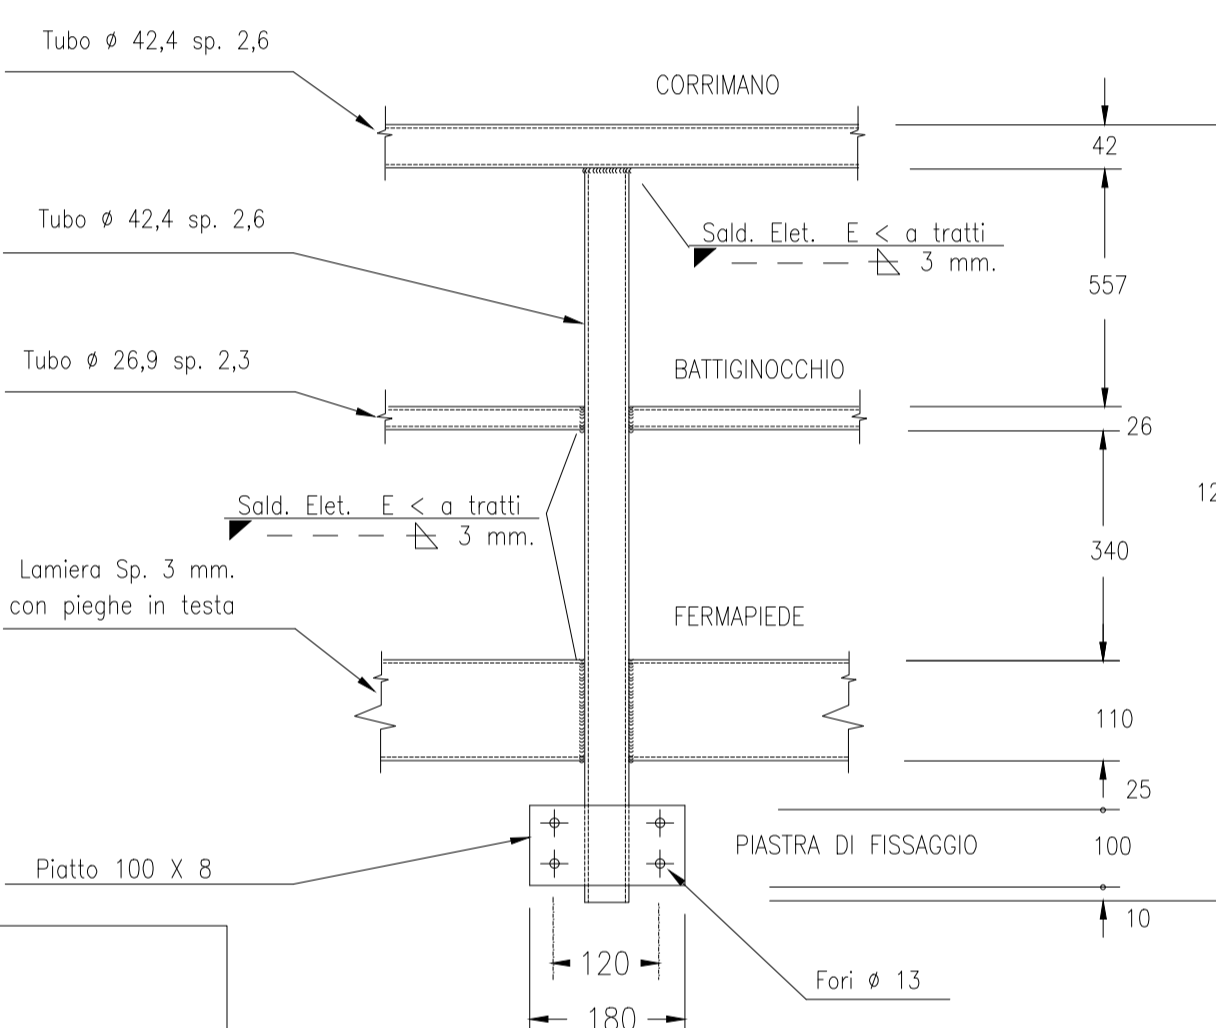 Tubo ø 42,4 sp. 2,6
CORRIMANO
42
Tubo ø 42,4 sp. 2,6
Sald. Elet. E < a tratti
3 mm.
557
Tubo ø 26,9 sp. 2,3
BATTIGINOCCHIO
26
12
Sald. Elet. E < a tratti
3 mm.
340
Lamiera Sp. 3 mm.
con pieghe in testa
FERMAPIEDE
110
25
Piatto 100 X 8
PIASTRA DI FISSAGGIO
100
10
120
Fori ø 13
180